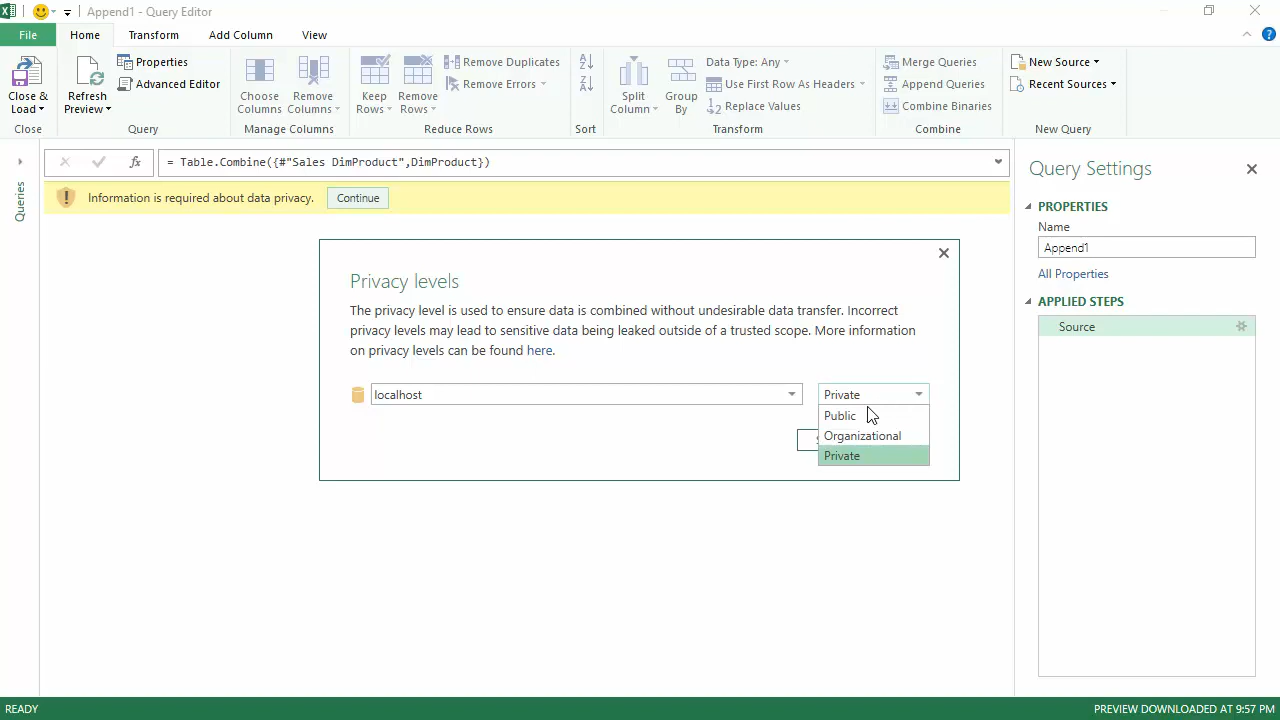 Append1 - Query Editor
File Home Transform Add Column View
Close & Load
Refresh Preview
Properties
Advanced Editor
Choose Columns
Remove Columns
Keep Rows
Remove Rows
Remove Duplicates
Remove Errors
Split Column
Group By
Data Type: Any
Use First Row As Headers
Replace Values
Merge Queries
Append Queries
Combine Binaries
New Source
Recent Sources
Close Query Manage Columns Reduce Rows Sort Transform Combine New Query
Queries
fx = Table.Combine({#"Sales DimProduct",DimProduct})
Information is required about data privacy. Continue
Privacy levels
The privacy level is used to ensure data is combined without undesirable data transfer. Incorrect
privacy levels may lead to sensitive data being leaked outside of a trusted scope. More information
on privacy levels can be found here.
localhost Private
Public
Organizational
Private
Query Settings
PROPERTIES
Name
Append1
All Properties
APPLIED STEPS
Source
READY PREVIEW DOWNLOADED AT 9:57 PM